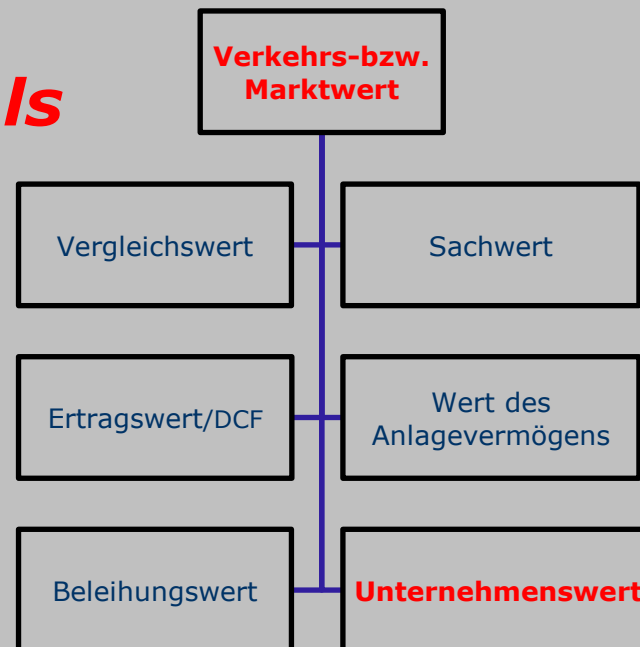 Verkehrs-bzw.
Marktwert
ls
Vergleichswert
Sachwert
Ertragswert/DCF
Wert des
Anlagevermögens
Beleihungswert
Unternehmenswert